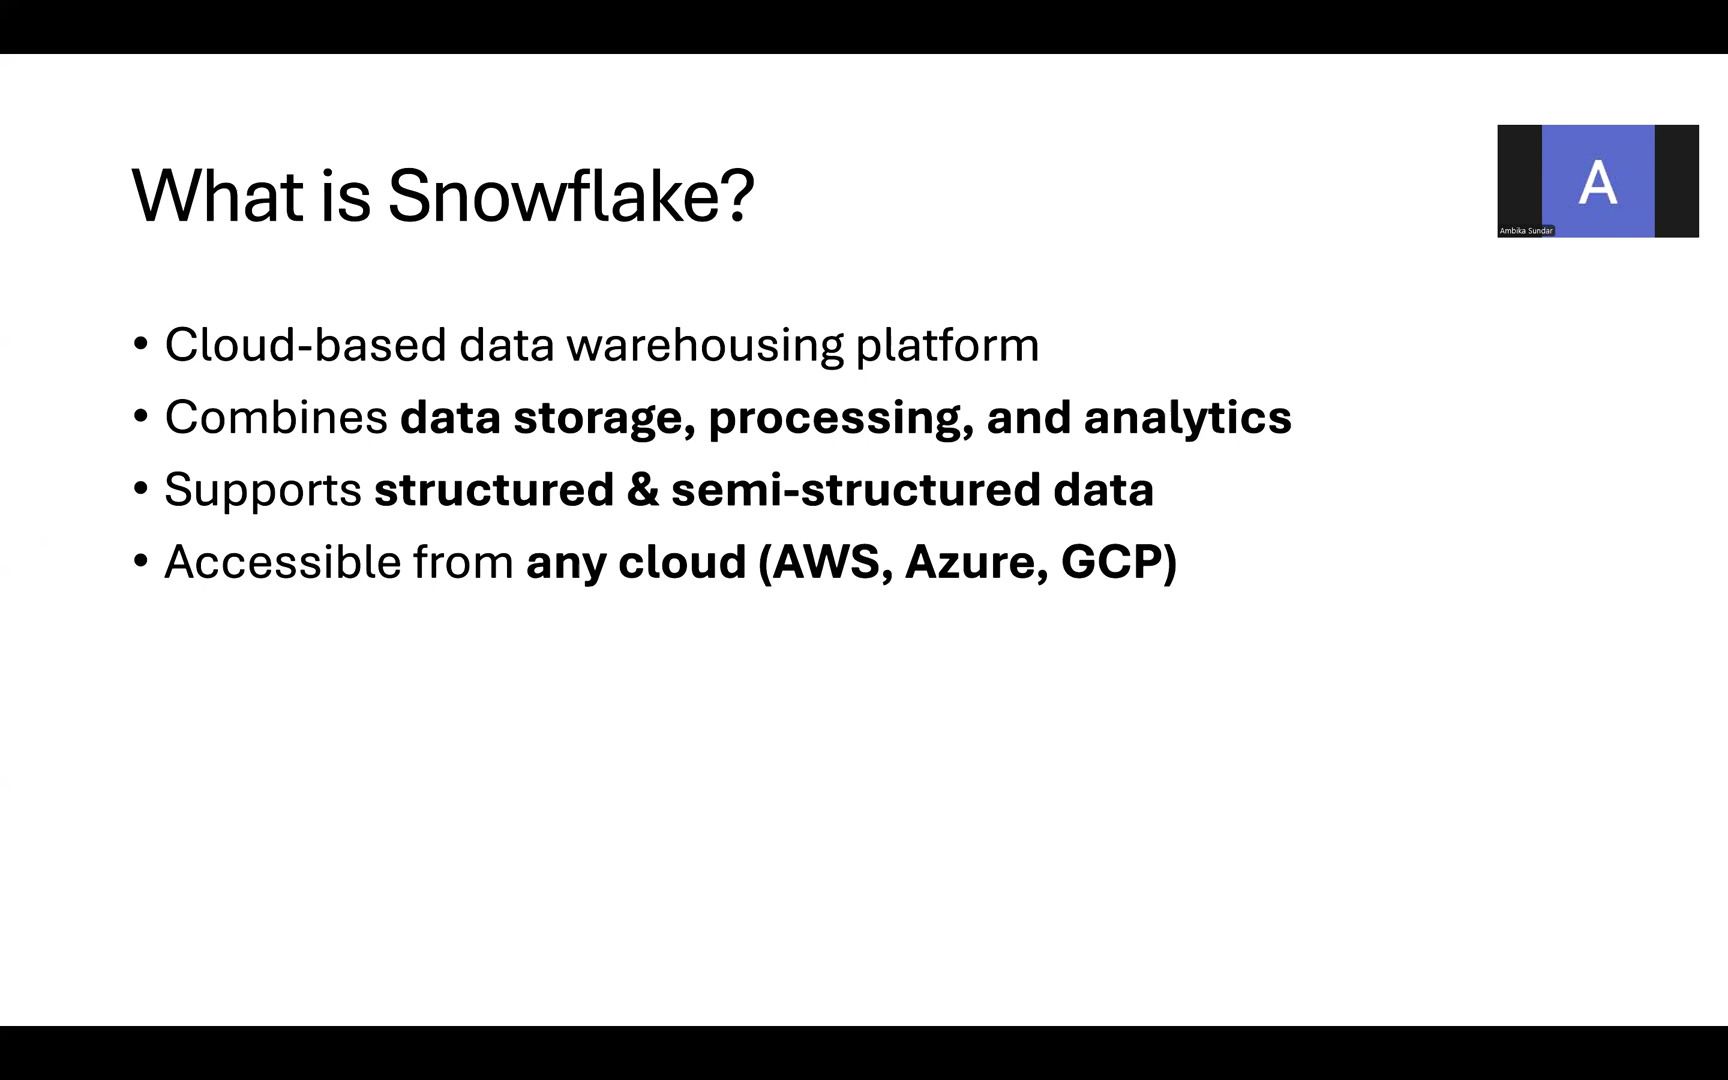 What is Snowflake?
A
Ambika Sundar
• Cloud-based data warehousing platform
• Combines data storage, processing, and analytics
• Supports structured & semi-structured data
• Accessible from any cloud (AWS, Azure, GCP)